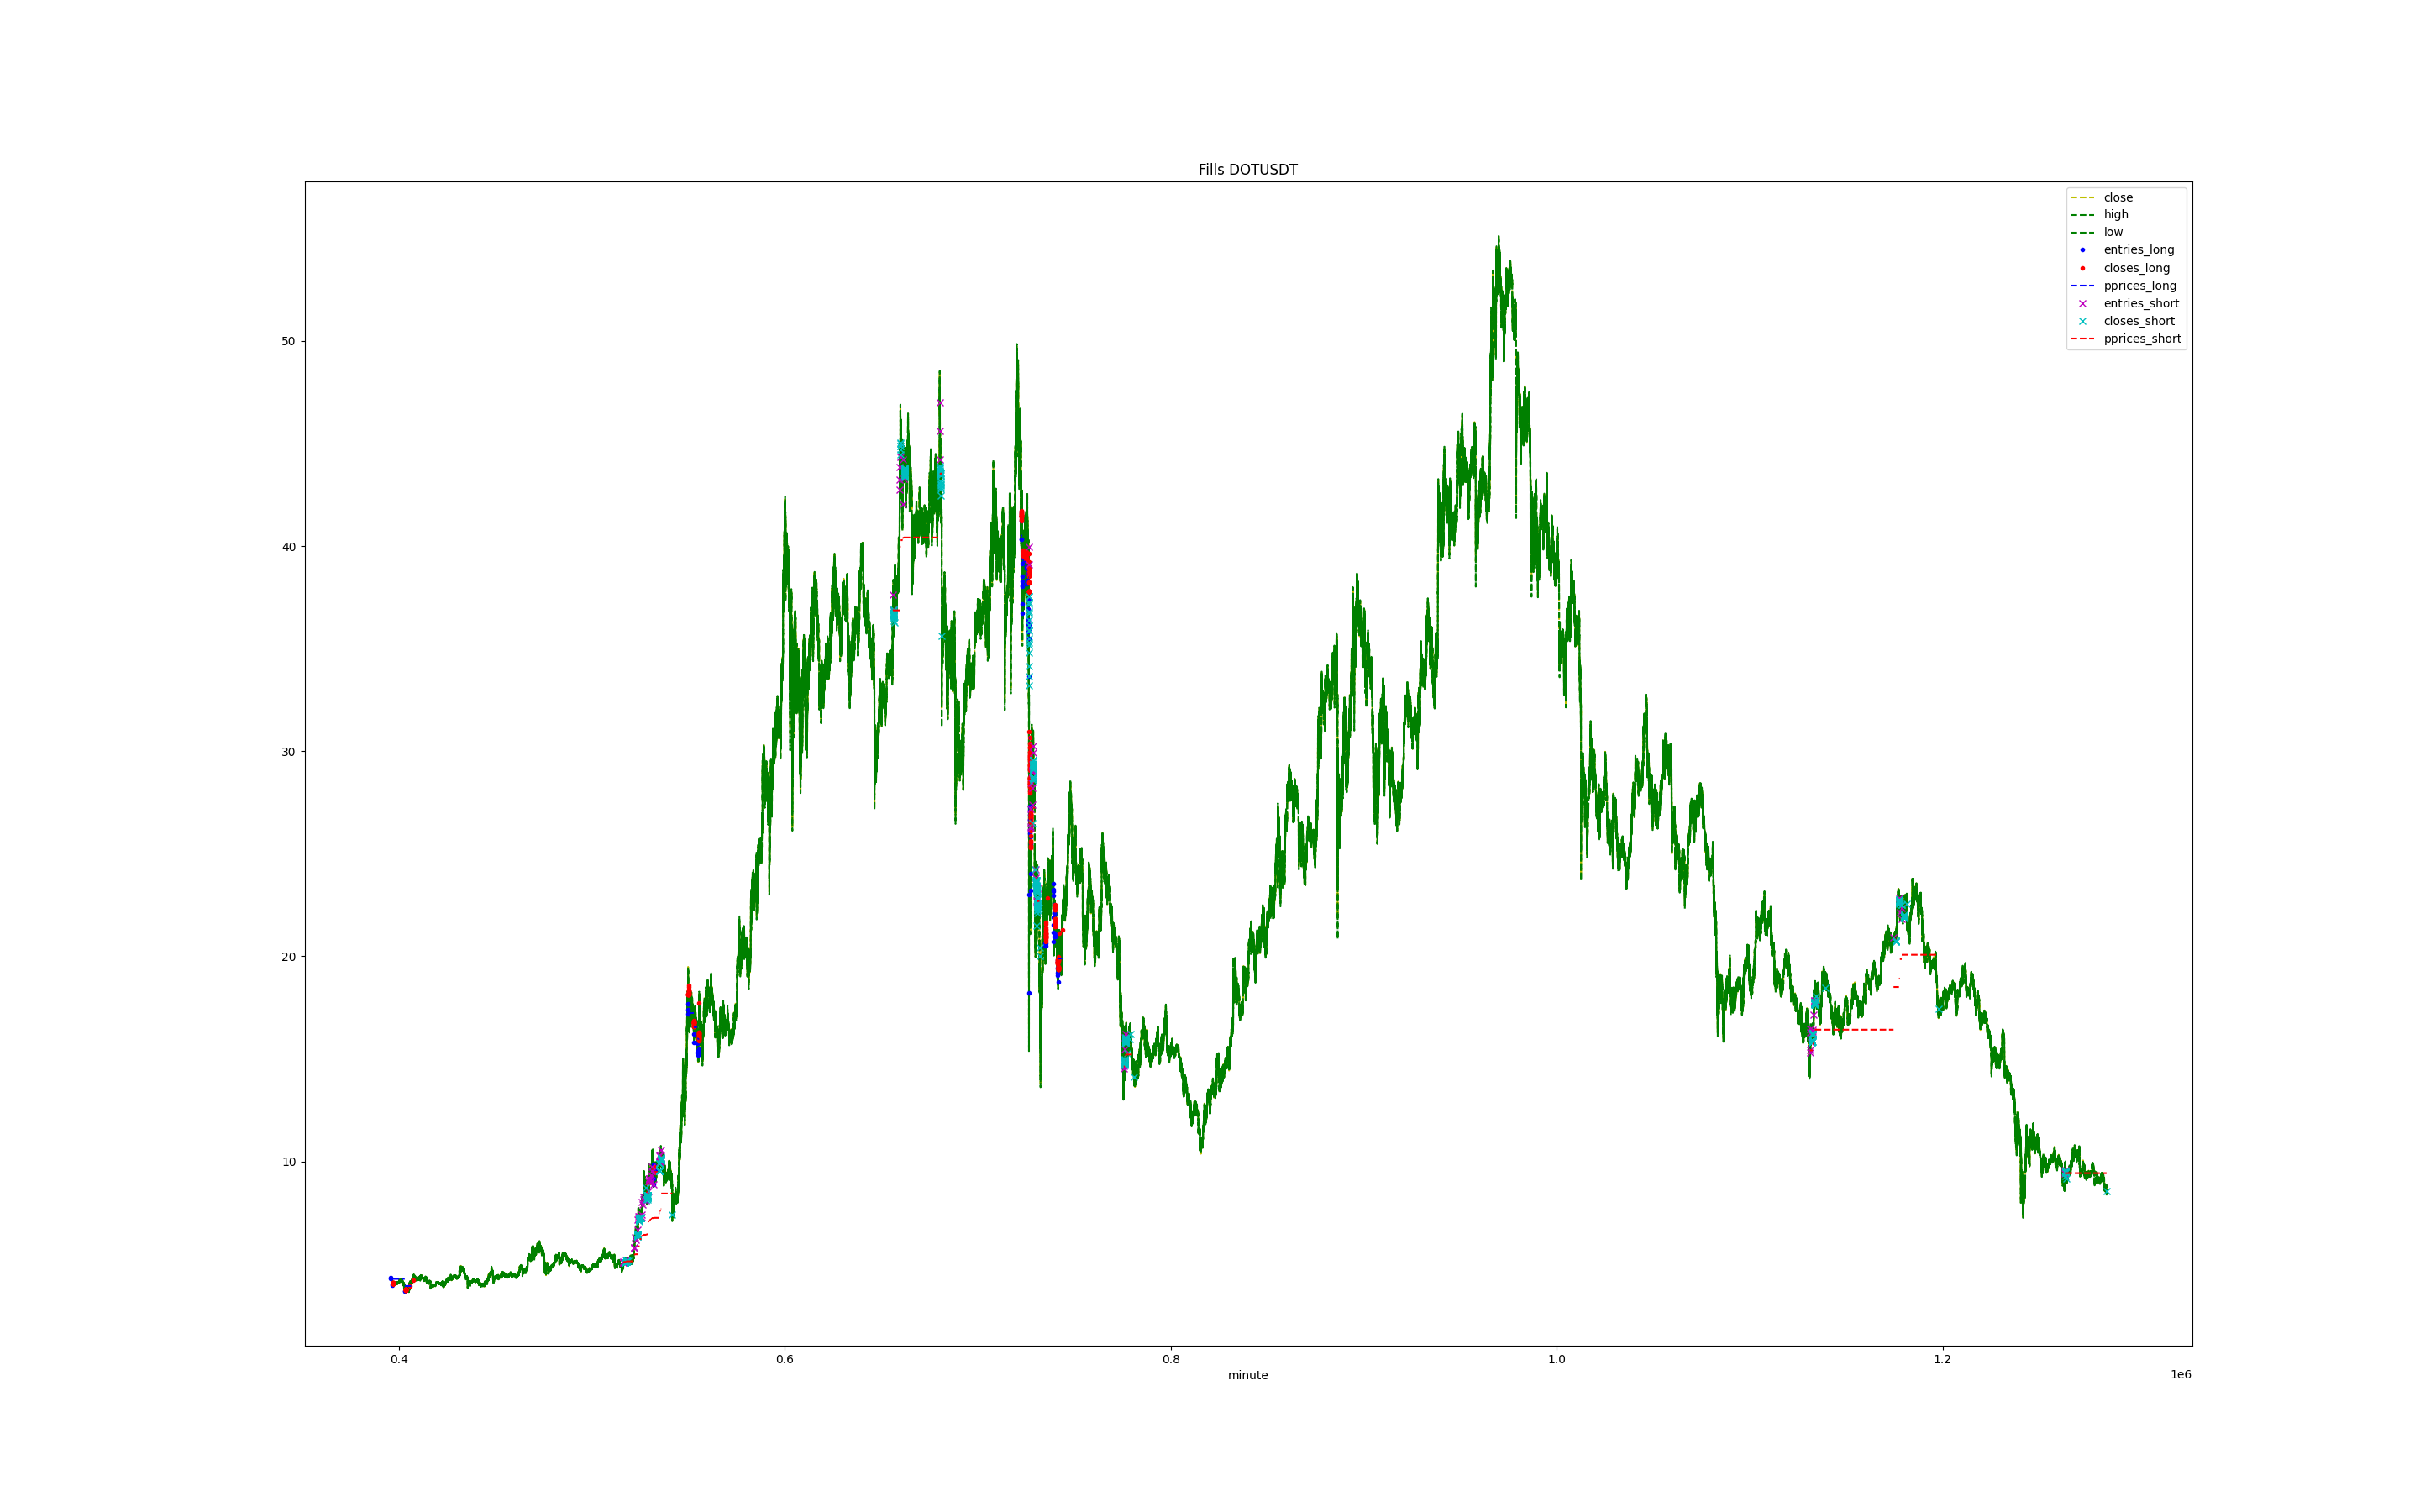 Fills DOTUSDT
close
high
low
entries_long
closes_long
pprices_long
entries_short
closes_short
pprices_short
50
40
30
20
10
0.4
0.6
0.8
1.0
1.2
minute
1e6